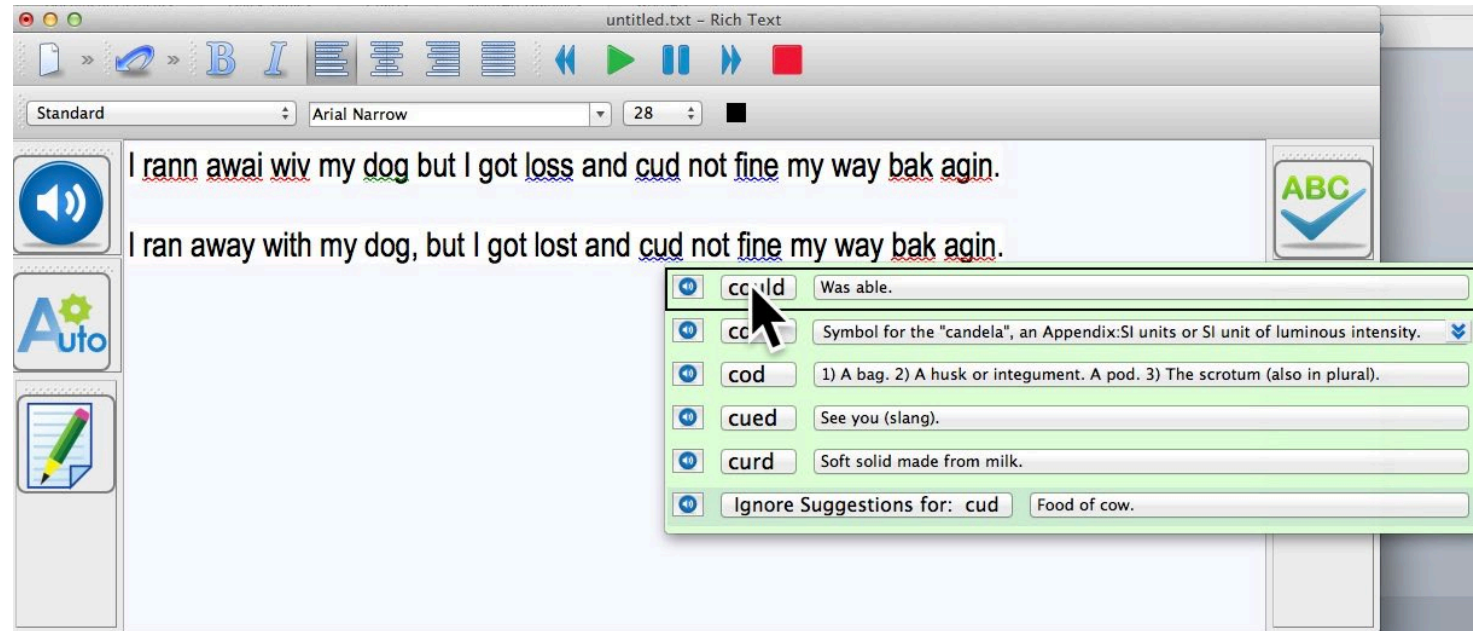 untitled.txt – Rich Text
B I
Standard Arial Narrow 28
I rann awai wiv my dog but I got loss and cud not fine my way bak agin.
ABC
I ran away with my dog, but I got lost and cud not fine my way bak agin.
could Was able.
Symbol for the "candela", an Appendix:SI units or SI unit of luminous intensity.
Auto
cod 1) A bag. 2) A husk or integument. A pod. 3) The scrotum (also in plural).
cued See you (slang).
curd Soft solid made from milk.
Ignore Suggestions for: cud Food of cow.